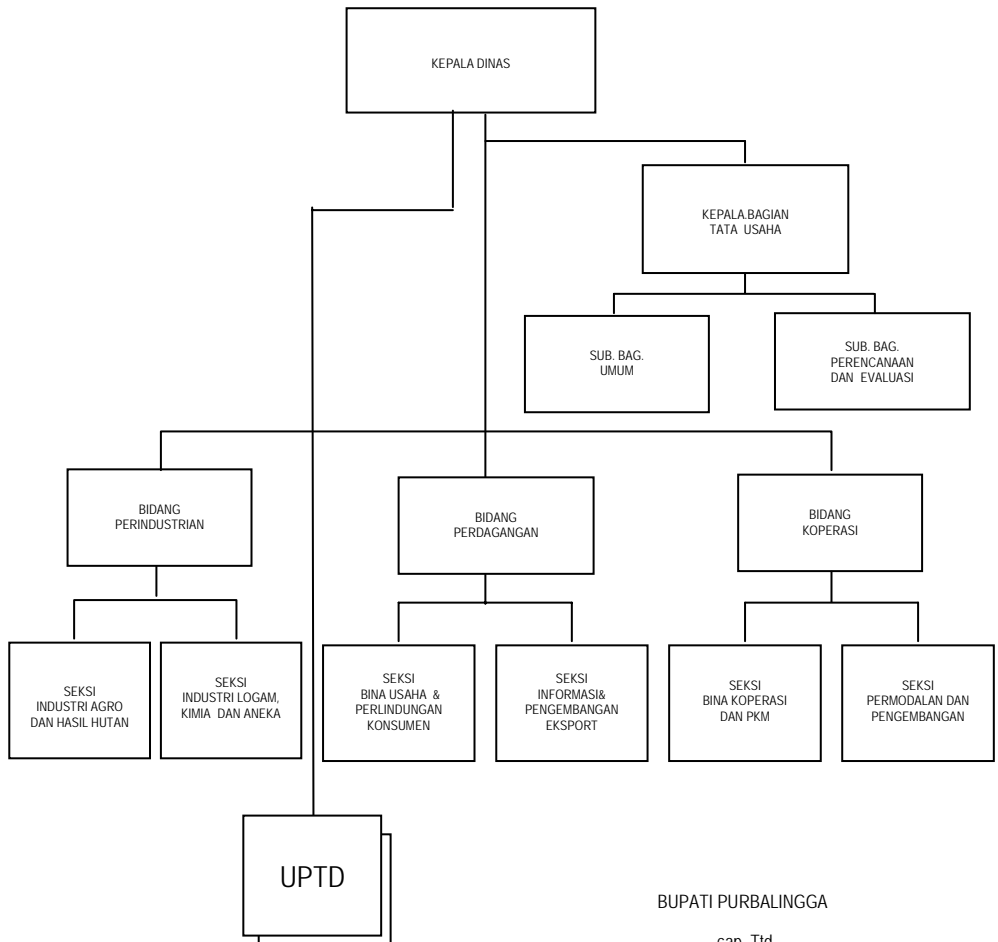 KEPALA DINAS
KEPALA.BAGIAN
TATA USAHA
SUB. BAG.
UMUM
SUB. BAG.
PERENCANAAN
DAN EVALUASI
BIDANG
PERINDUSTRIAN
BIDANG
PERDAGANGAN
BIDANG
KOPERASI
SEKSI
INDUSTRI AGRO
DAN HASIL HUTAN
SEKSI
INDUSTRI LOGAM,
KIMIA DAN ANEKA
SEKSI
BINA USAHA &
PERLINDUNGAN
KONSUMEN
SEKSI
INFORMASI&
PENGEMBANGAN
EKSPORT
SEKSI
BINA KOPERASI
DAN PKM
SEKSI
PERMODALAN DAN
PENGEMBANGAN
UPTD
BUPATI PURBALINGGA
cap. Ttd